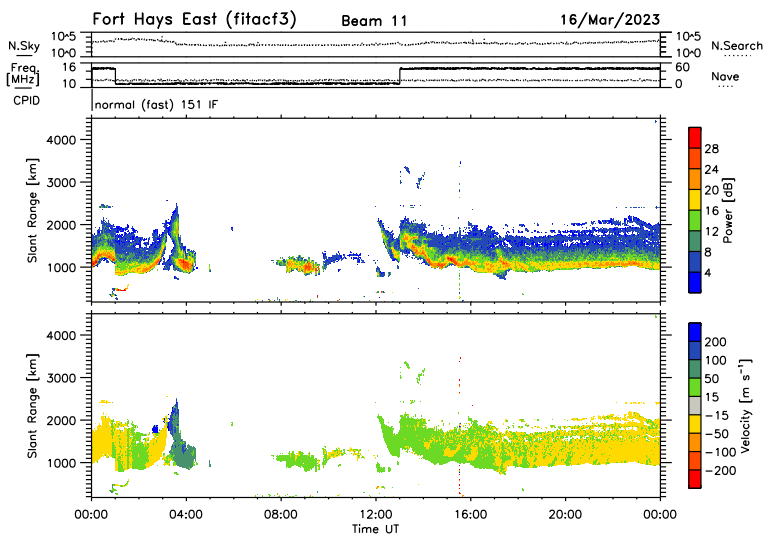 Fort Hays East (fitacf3) Beam 11 16/Mar/2023
N.Sky 10^5 10^0 10^5 10^0 N.Search
Freq. [MHz] 16 10 60 0 Nave
CPID normal (fast) 151 IF
Slant Range [km] 4000 3000 2000 1000
Power [dB] 28 24 20 16 12 8 4
Slant Range [km] 4000 3000 2000 1000
Velocity [m s^-1] 200 100 50 15 -15 -50 -100 -200
00:00 04:00 08:00 12:00 16:00 20:00 00:00
Time UT